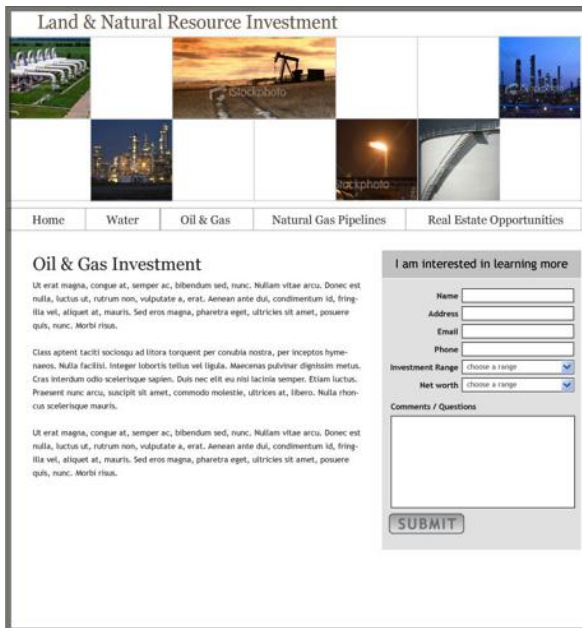 Land & Natural Resource Investment
iStockphoto
iStockphoto
Home Water Oil & Gas Natural Gas Pipelines Real Estate Opportunities
Oil & Gas Investment
Ut erat magna, congue at, semper ac, bibendum sed, nunc. Nullam vitae arcu. Donec est
nulla, luctus ut, rutrum non, vulputate a, erat. Aenean ante dui, condimentum id, fring-
illa vel, aliquet at, mauris. Sed eros magna, pharetra eget, ultricies sit amet, posuere
quis, nunc. Morbi risus.
Class aptent taciti sociosqu ad litora torquent per conubia nostra, per inceptos hyme-
naeos. Nulla facilisi. Integer lobortis tellus vel ligula. Maecenas pulvinar dignissim metus.
Cras interdum odio scelerisque sapien. Duis nec elit eu nisi lacinia semper. Etiam luctus.
Praesent nunc arcu, suscipit sit amet, commodo molestie, ultrices at, libero. Nulla rhon-
cus scelerisque mauris.
Ut erat magna, congue at, semper ac, bibendum sed, nunc. Nullam vitae arcu. Donec est
nulla, luctus ut, rutrum non, vulputate a, erat. Aenean ante dui, condimentum id, fring-
illa vel, aliquet at, mauris. Sed eros magna, pharetra eget, ultricies sit amet, posuere
quis, nunc. Morbi risus.
I am interested in learning more
Name
Address
Email
Phone
Investment Range choose a range
Net worth choose a range
Comments / Questions
SUBMIT